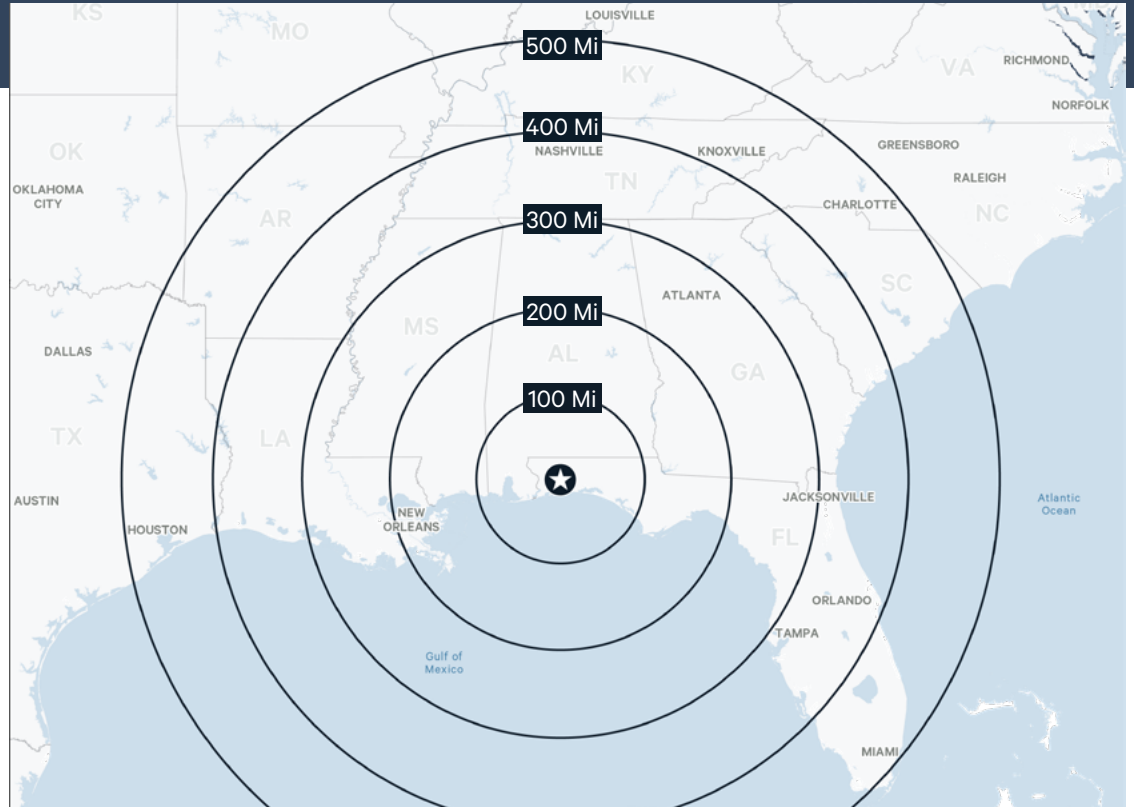 KS
MO
LOUISVILLE
500 Mi
KY
VA
RICHMOND
NORFOLK
400 Mi
OK
NASHVILLE
KNOXVILLE
GREENSBORO
OKLAHOMA
CITY
TN
RALEIGH
AR
CHARLOTTE
NC
300 Mi
SC
ATLANTA
200 Mi
MS
DALLAS
AL
GA
100 Mi
TX
LA
AUSTIN
JACKSONVILLE
Atlantic
Ocean
NEW
ORLEANS
HOUSTON
FL
ORLANDO
TAMPA
Gulf of
Mexico
MIAMI